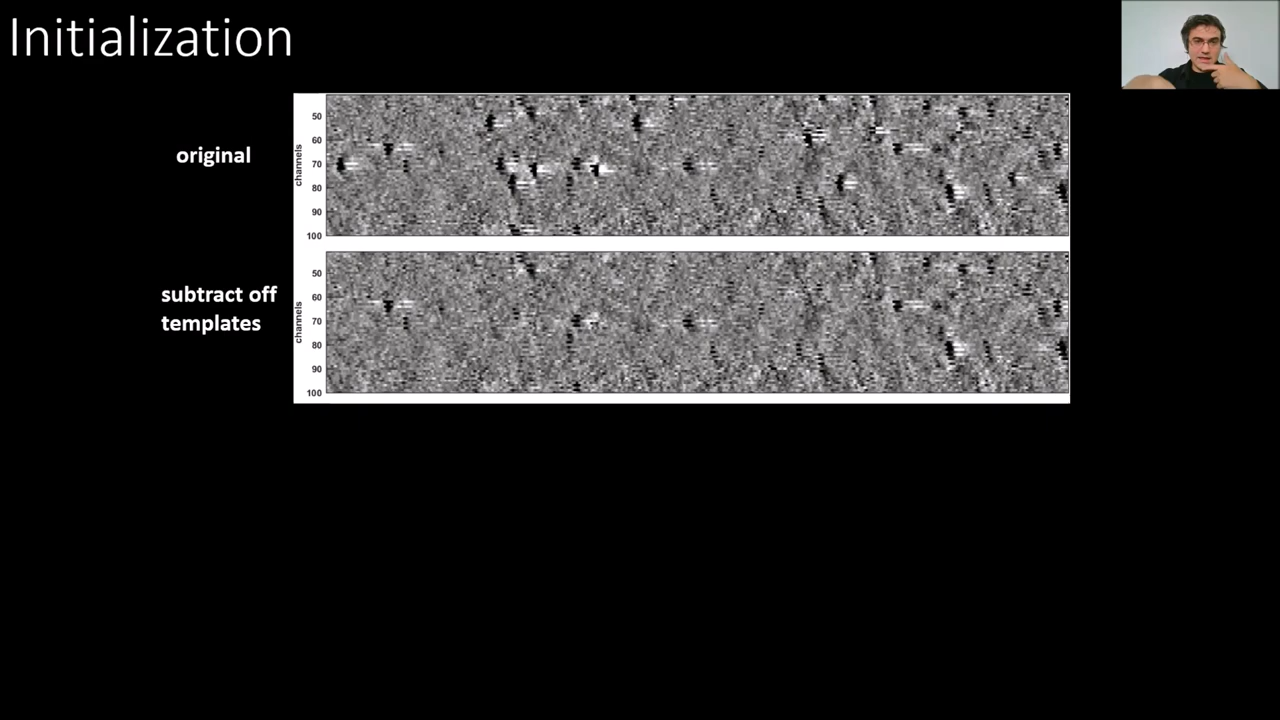 Initialization
original
channels
50
60
70
80
90
100
subtract off
templates
channels
50
60
70
80
90
100